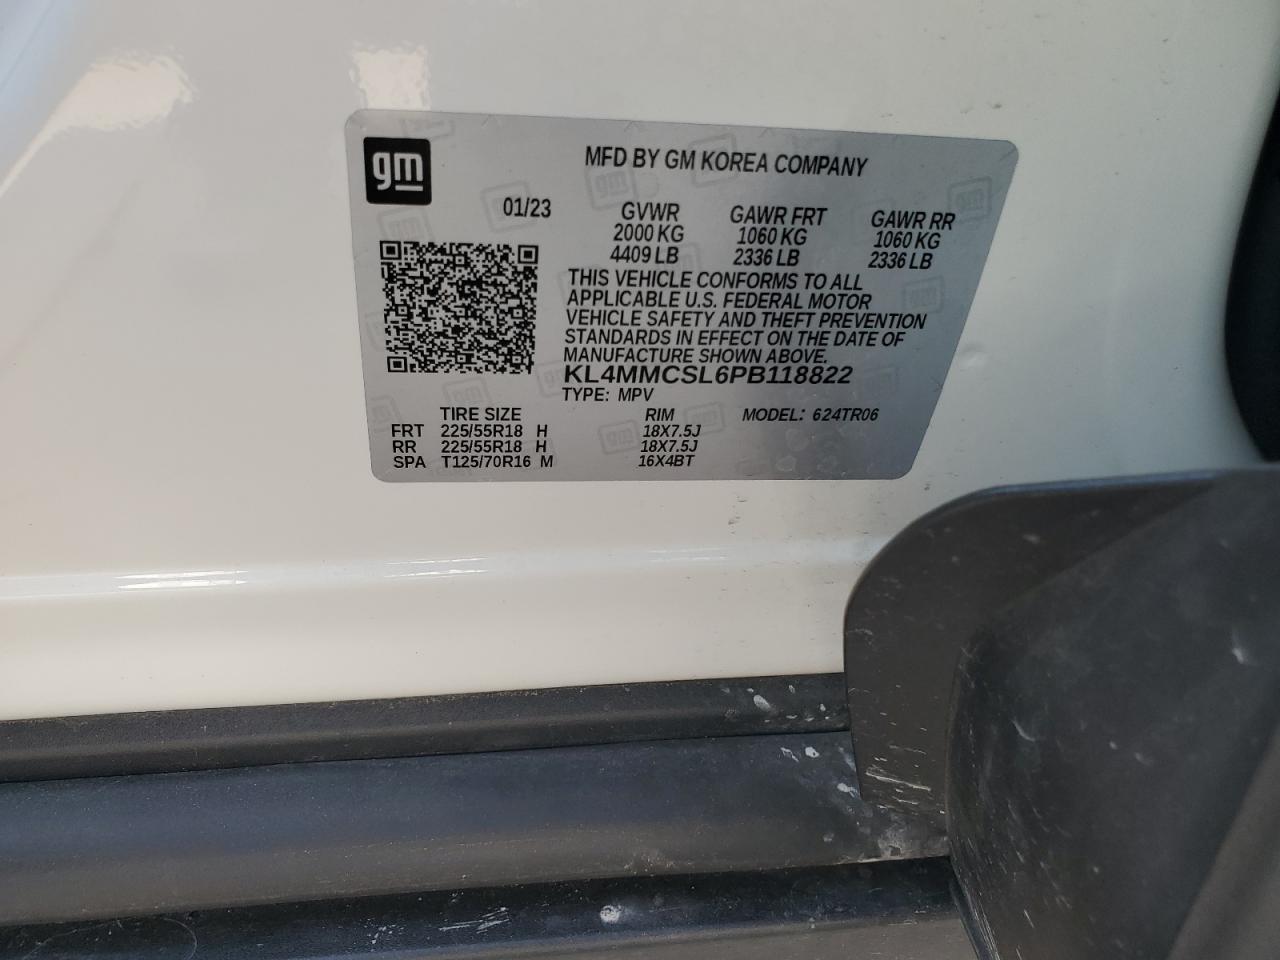 gm
MFD BY GM KOREA COMPANY
01/23
GVWR GAWR FRT GAWR RR
2000 KG 1060 KG 1060 KG
4409 LB 2336 LB 2336 LB
THIS VEHICLE CONFORMS TO ALL
APPLICABLE U.S. FEDERAL MOTOR
VEHICLE SAFETY AND THEFT PREVENTION
STANDARDS IN EFFECT ON THE DATE OF
MANUFACTURE SHOWN ABOVE.
KL4MMCSL6PB118822
TYPE: MPV
TIRE SIZE RIM MODEL: 624TR06
FRT 225/55R18 H 18X7.5J
RR 225/55R18 H 18X7.5J
SPA T125/70R16 M 16X4BT